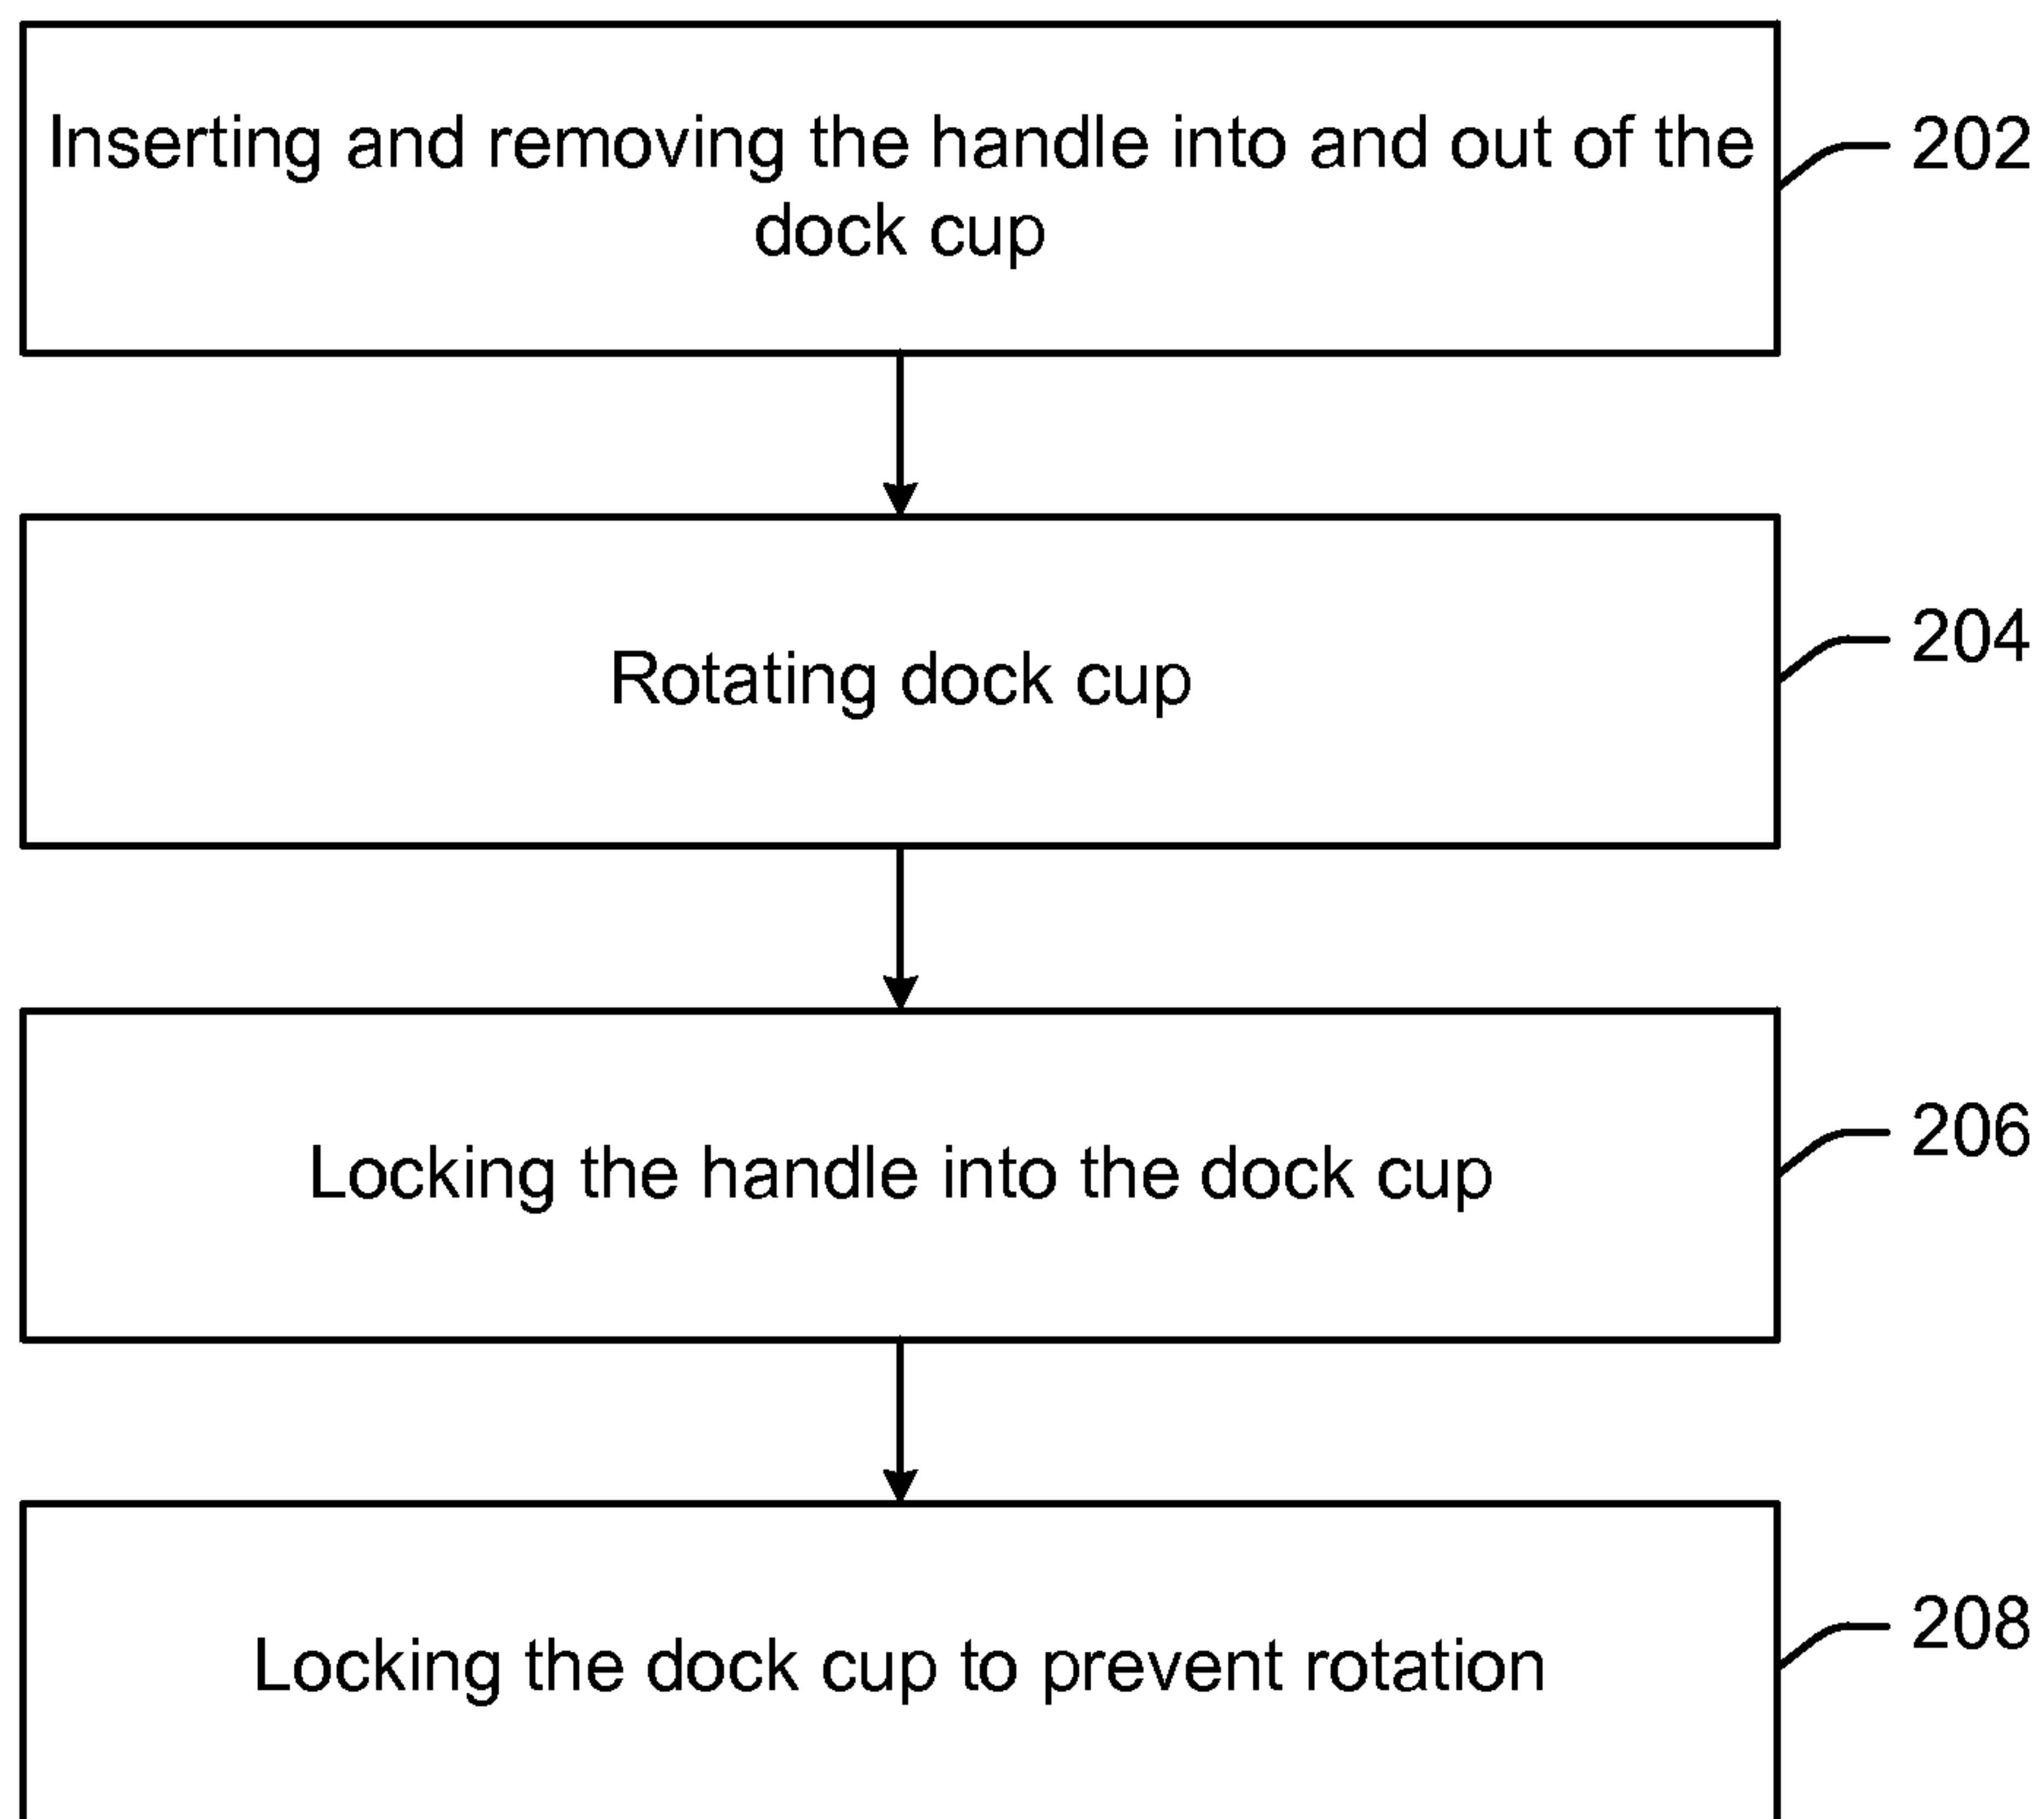 Inserting and removing the handle into and out of the
dock cup
202
Rotating dock cup
204
Locking the handle into the dock cup
206
Locking the dock cup to prevent rotation
208